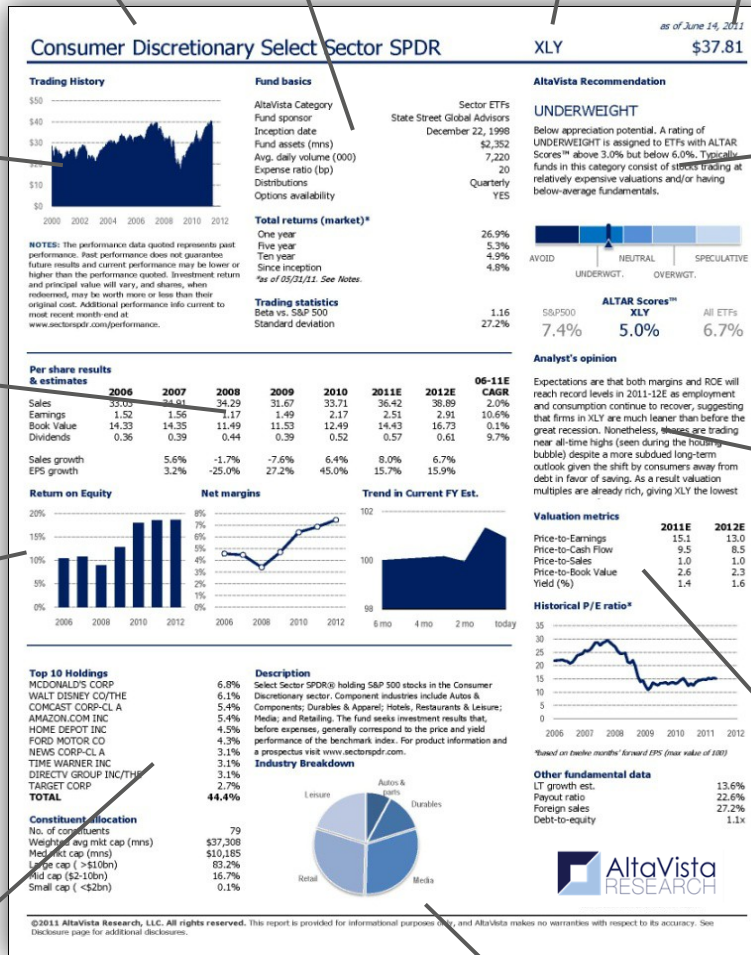 as of June 14, 2011
Consumer Discretionary Select Sector SPDR XLY $37.81
Trading History
$50
$40
$30
$20
$10
$0
2000 2002 2004 2006 2008 2010 2012
NOTES: The performance data quoted represents past
performance. Past performance does not guarantee
future results and current performance may be lower or
higher than the performance quoted. Investment return
and principal value will vary, and shares, when
redeemed, may be worth more or less than their
original cost. Additional performance info current to
most recent month-end at
www.sectorspdr.com/performance.
Fund basics
AltaVista Category Sector ETFs
Fund sponsor State Street Global Advisors
Inception date December 22, 1998
Fund assets (mns) $2,352
Avg. daily volume (000) 7,220
Expense ratio (bp) 20
Distributions Quarterly
Options availability YES
Total returns (market)*
One year 26.9%
Five year 5.3%
Ten year 4.9%
Since inception 4.8%
*as of 05/31/11. See Notes.
Trading statistics
Beta vs. S&P 500 1.16
Standard deviation 27.2%
AltaVista Recommendation
UNDERWEIGHT
Below appreciation potential. A rating of
UNDERWEIGHT is assigned to ETFs with ALTAR
Scores™ above 3.0% but below 6.0%. Typically
funds in this category consist of stocks trading at
relatively expensive valuations and/or having
below-average fundamentals.
AVOID NEUTRAL SPECULATIVE
UNDERWGT. OVERWGT.
ALTAR Scores™
S&P500 XLY All ETFs
7.4% 5.0% 6.7%
Analyst's opinion
Expectations are that both margins and ROE will
reach record levels in 2011-12E as employment
and consumption continue to recover, suggesting
that firms in XLY are much leaner than before the
great recession. Nonetheless, shares are trading
near all-time highs (seen during the housing
bubble) despite a more subdued long-term
outlook given the shift by consumers away from
debt in favor of saving. As a result valuation
multiples are already rich, giving XLY the lowest
Per share results
& estimates 2006 2007 2008 2009 2010 2011E 2012E 06-11E CAGR
Sales 33.03 34.91 34.29 31.67 33.71 36.42 38.89 2.0%
Earnings 1.52 1.56 1.17 1.49 2.17 2.51 2.91 10.6%
Book Value 14.33 14.35 11.49 11.53 12.49 14.43 16.73 0.1%
Dividends 0.36 0.39 0.44 0.39 0.52 0.57 0.61 9.7%
Sales growth 5.6% -1.7% -7.6% 6.4% 8.0% 6.7%
EPS growth 3.2% -25.0% 27.2% 45.0% 15.7% 15.9%
Return on Equity
20%
15%
10%
5%
0%
2006 2008 2010 2012
Net margins
8%
7%
6%
5%
4%
3%
2%
1%
0%
2006 2008 2010 2012
Trend in Current FY Est.
102
100
98
6 mo 4 mo 2 mo today
Valuation metrics
2011E 2012E
Price-to-Earnings 15.1 13.0
Price-to-Cash Flow 9.5 8.5
Price-to-Sales 1.0 1.0
Price-to-Book Value 2.6 2.3
Yield (%) 1.4 1.6
Historical P/E ratio*
35
30
25
20
15
10
5
0
2006 2007 2008 2009 2010 2011 2012
*based on twelve months' forward EPS (max value of 100)
Other fundamental data
LT growth est. 13.6%
Payout ratio 22.6%
Foreign sales 27.2%
Debt-to-equity 1.1x
Top 10 Holdings
MCDONALD'S CORP 6.8%
WALT DISNEY CO/THE 6.1%
COMCAST CORP-CL A 5.4%
AMAZON.COM INC 5.4%
HOME DEPOT INC 4.5%
FORD MOTOR CO 4.3%
NEWS CORP-CL A 3.1%
TIME WARNER INC 3.1%
DIRECTV GROUP INC/THE 3.1%
TARGET CORP 2.7%
TOTAL 44.4%
Constituent allocation
No. of constituents 79
Weighted avg mkt cap (mns) $37,308
Med mkt cap (mns) $10,185
Large cap ( >$10bn) 83.2%
Mid cap ($2-10bn) 16.7%
Small cap ( <$2bn) 0.1%
Description
Select Sector SPDR® holding S&P 500 stocks in the Consumer
Discretionary sector. Component industries include Autos &
Components; Durables & Apparel; Hotels, Restaurants & Leisure;
Media; and Retailing. The fund seeks investment results that,
before expenses, generally correspond to the price and yield
performance of the benchmark index. For product information and
a prospectus visit www.sectorspdr.com.
Industry Breakdown
Autos &
parts
Durables
Media
Retail
Leisure
AltaVista
RESEARCH
©2011 AltaVista Research, LLC. All rights reserved. This report is provided for informational purposes only, and AltaVista makes no warranties with respect to its accuracy. See
Disclosure page for additional disclosures.